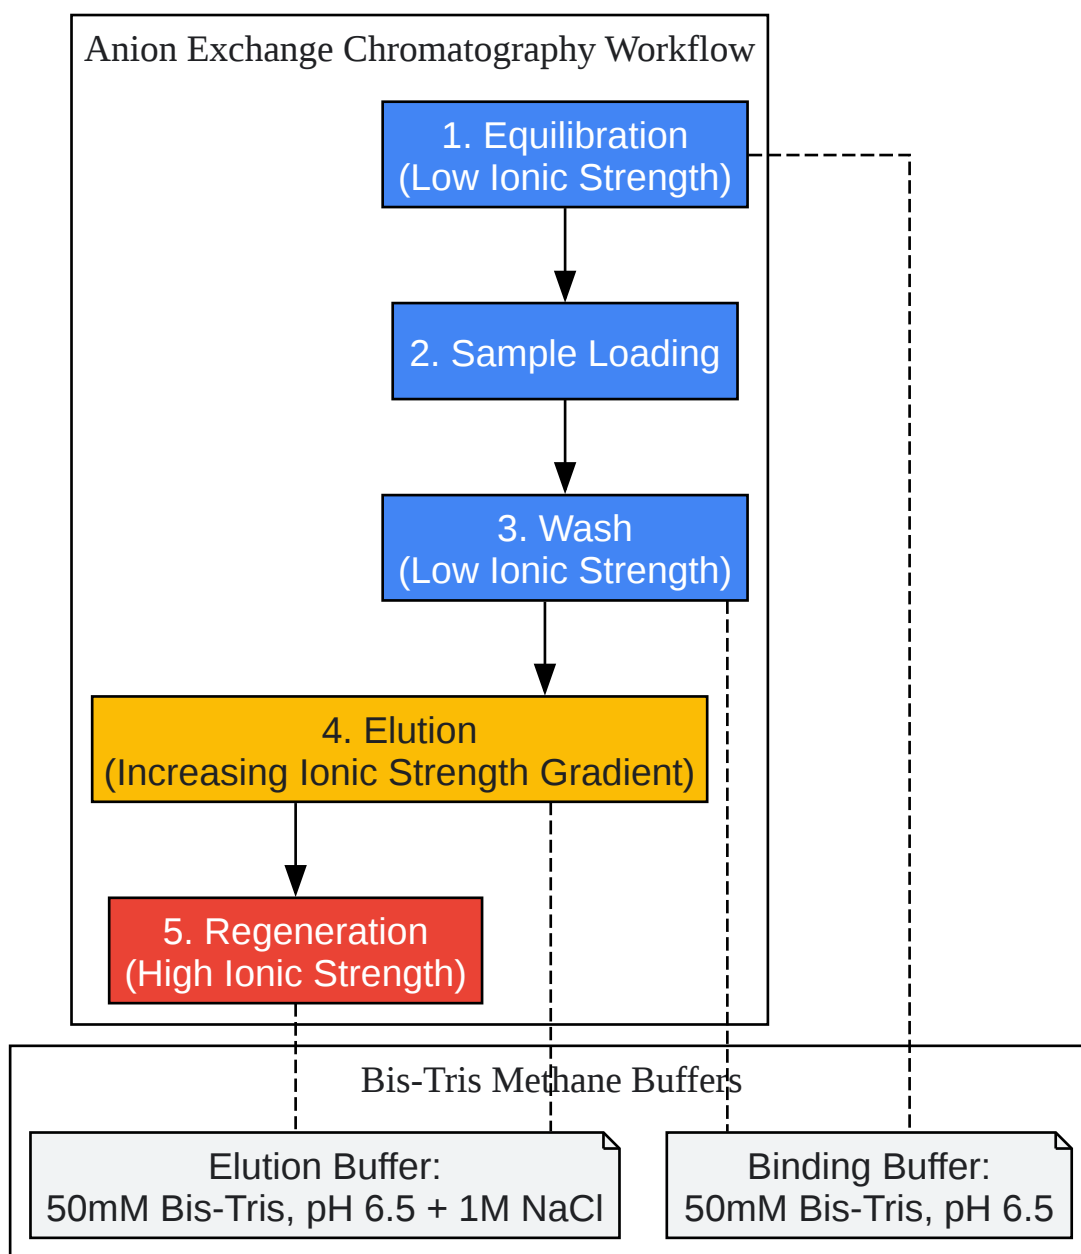 Anion Exchange Chromatography Workflow
1. Equilibration
(Low Ionic Strength)
2. Sample Loading
3. Wash
(Low Ionic Strength)
4. Elution
(Increasing Ionic Strength Gradient)
5. Regeneration
(High Ionic Strength)
Bis-Tris Methane Buffers
Elution Buffer:
50mM Bis-Tris, pH 6.5 + 1M NaCl
Binding Buffer:
50mM Bis-Tris, pH 6.5